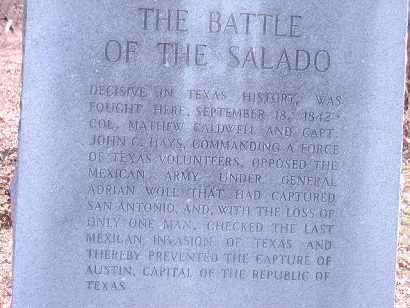 THE BATTLE
OF THE SALADO
DECISIVE IN TEXAS HISTORY, WAS
FOUGHT HERE, SEPTEMBER 18, 1842.
COL. MATHEW CALDWELL AND CAPT.
JOHN C. HAYS, COMMANDING A FORCE
OF TEXAS VOLUNTEERS, OPPOSED THE
MEXICAN ARMY UNDER GENERAL
ADRIAN WOLL THAT HAD CAPTURED
SAN ANTONIO, AND, WITH THE LOSS OF
ONLY ONE MAN, CHECKED THE LAST
MEXICAN INVASION OF TEXAS AND
THEREBY PREVENTED THE CAPTURE OF
AUSTIN, CAPITAL OF THE REPUBLIC OF
TEXAS